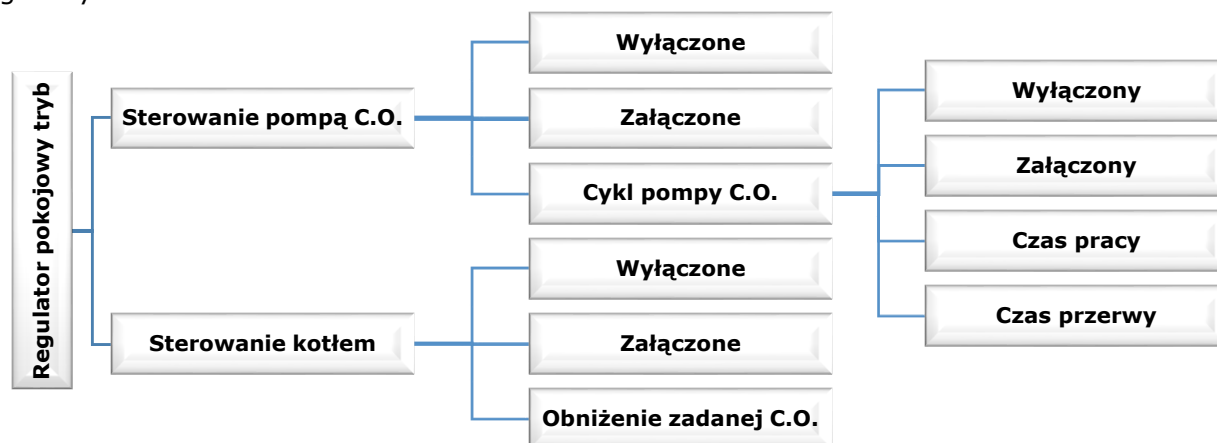 Regulator pokojowy tryb
Sterowanie pompą C.O.
Wyłączone
Załączone
Cykl pompy C.O.
Wyłączony
Załączony
Czas pracy
Czas przerwy
Sterowanie kotłem
Wyłączone
Załączone
Obniżenie zadanej C.O.